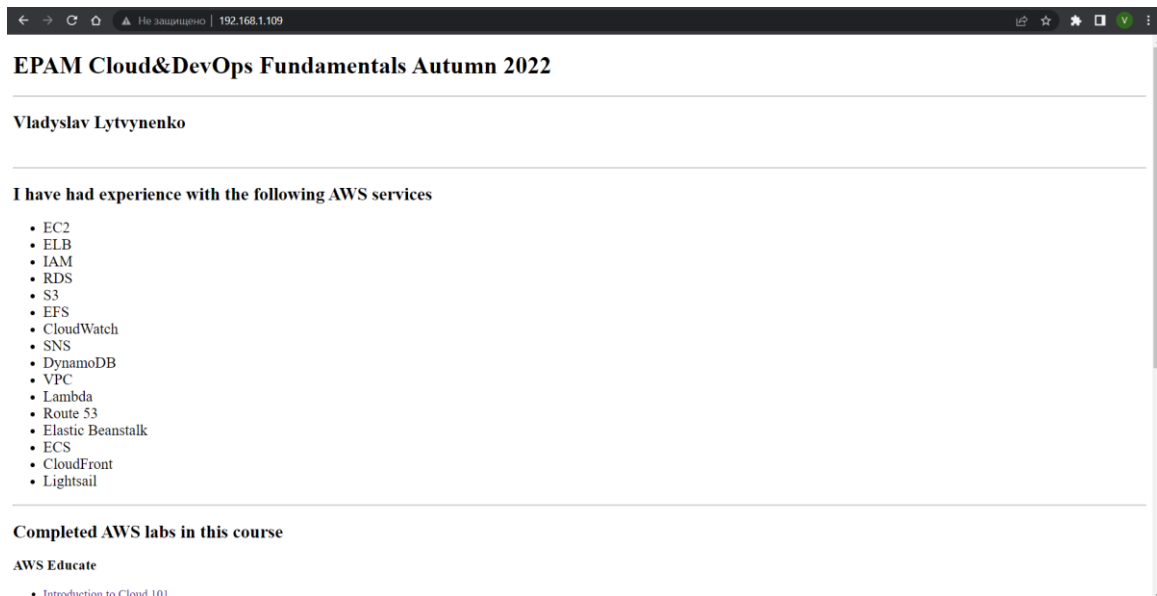 Не защищено | 192.168.1.109
V
EPAM Cloud&DevOps Fundamentals Autumn 2022
Vladyslav Lytvynenko
I have had experience with the following AWS services
• EC2
• ELB
• IAM
• RDS
• S3
• EFS
• CloudWatch
• SNS
• DynamoDB
• VPC
• Lambda
• Route 53
• Elastic Beanstalk
• ECS
• CloudFront
• Lightsail
Completed AWS labs in this course
AWS Educate
• Introduction to Cloud 101